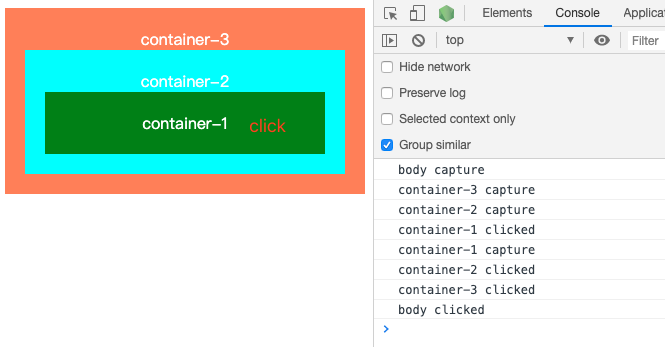 container-3
container-2
container-1 click
Elements Console Applica
top Filter
Hide network
Preserve log
Selected context only
Group similar
body capture
container-3 capture
container-2 capture
container-1 clicked
container-1 capture
container-2 clicked
container-3 clicked
body clicked